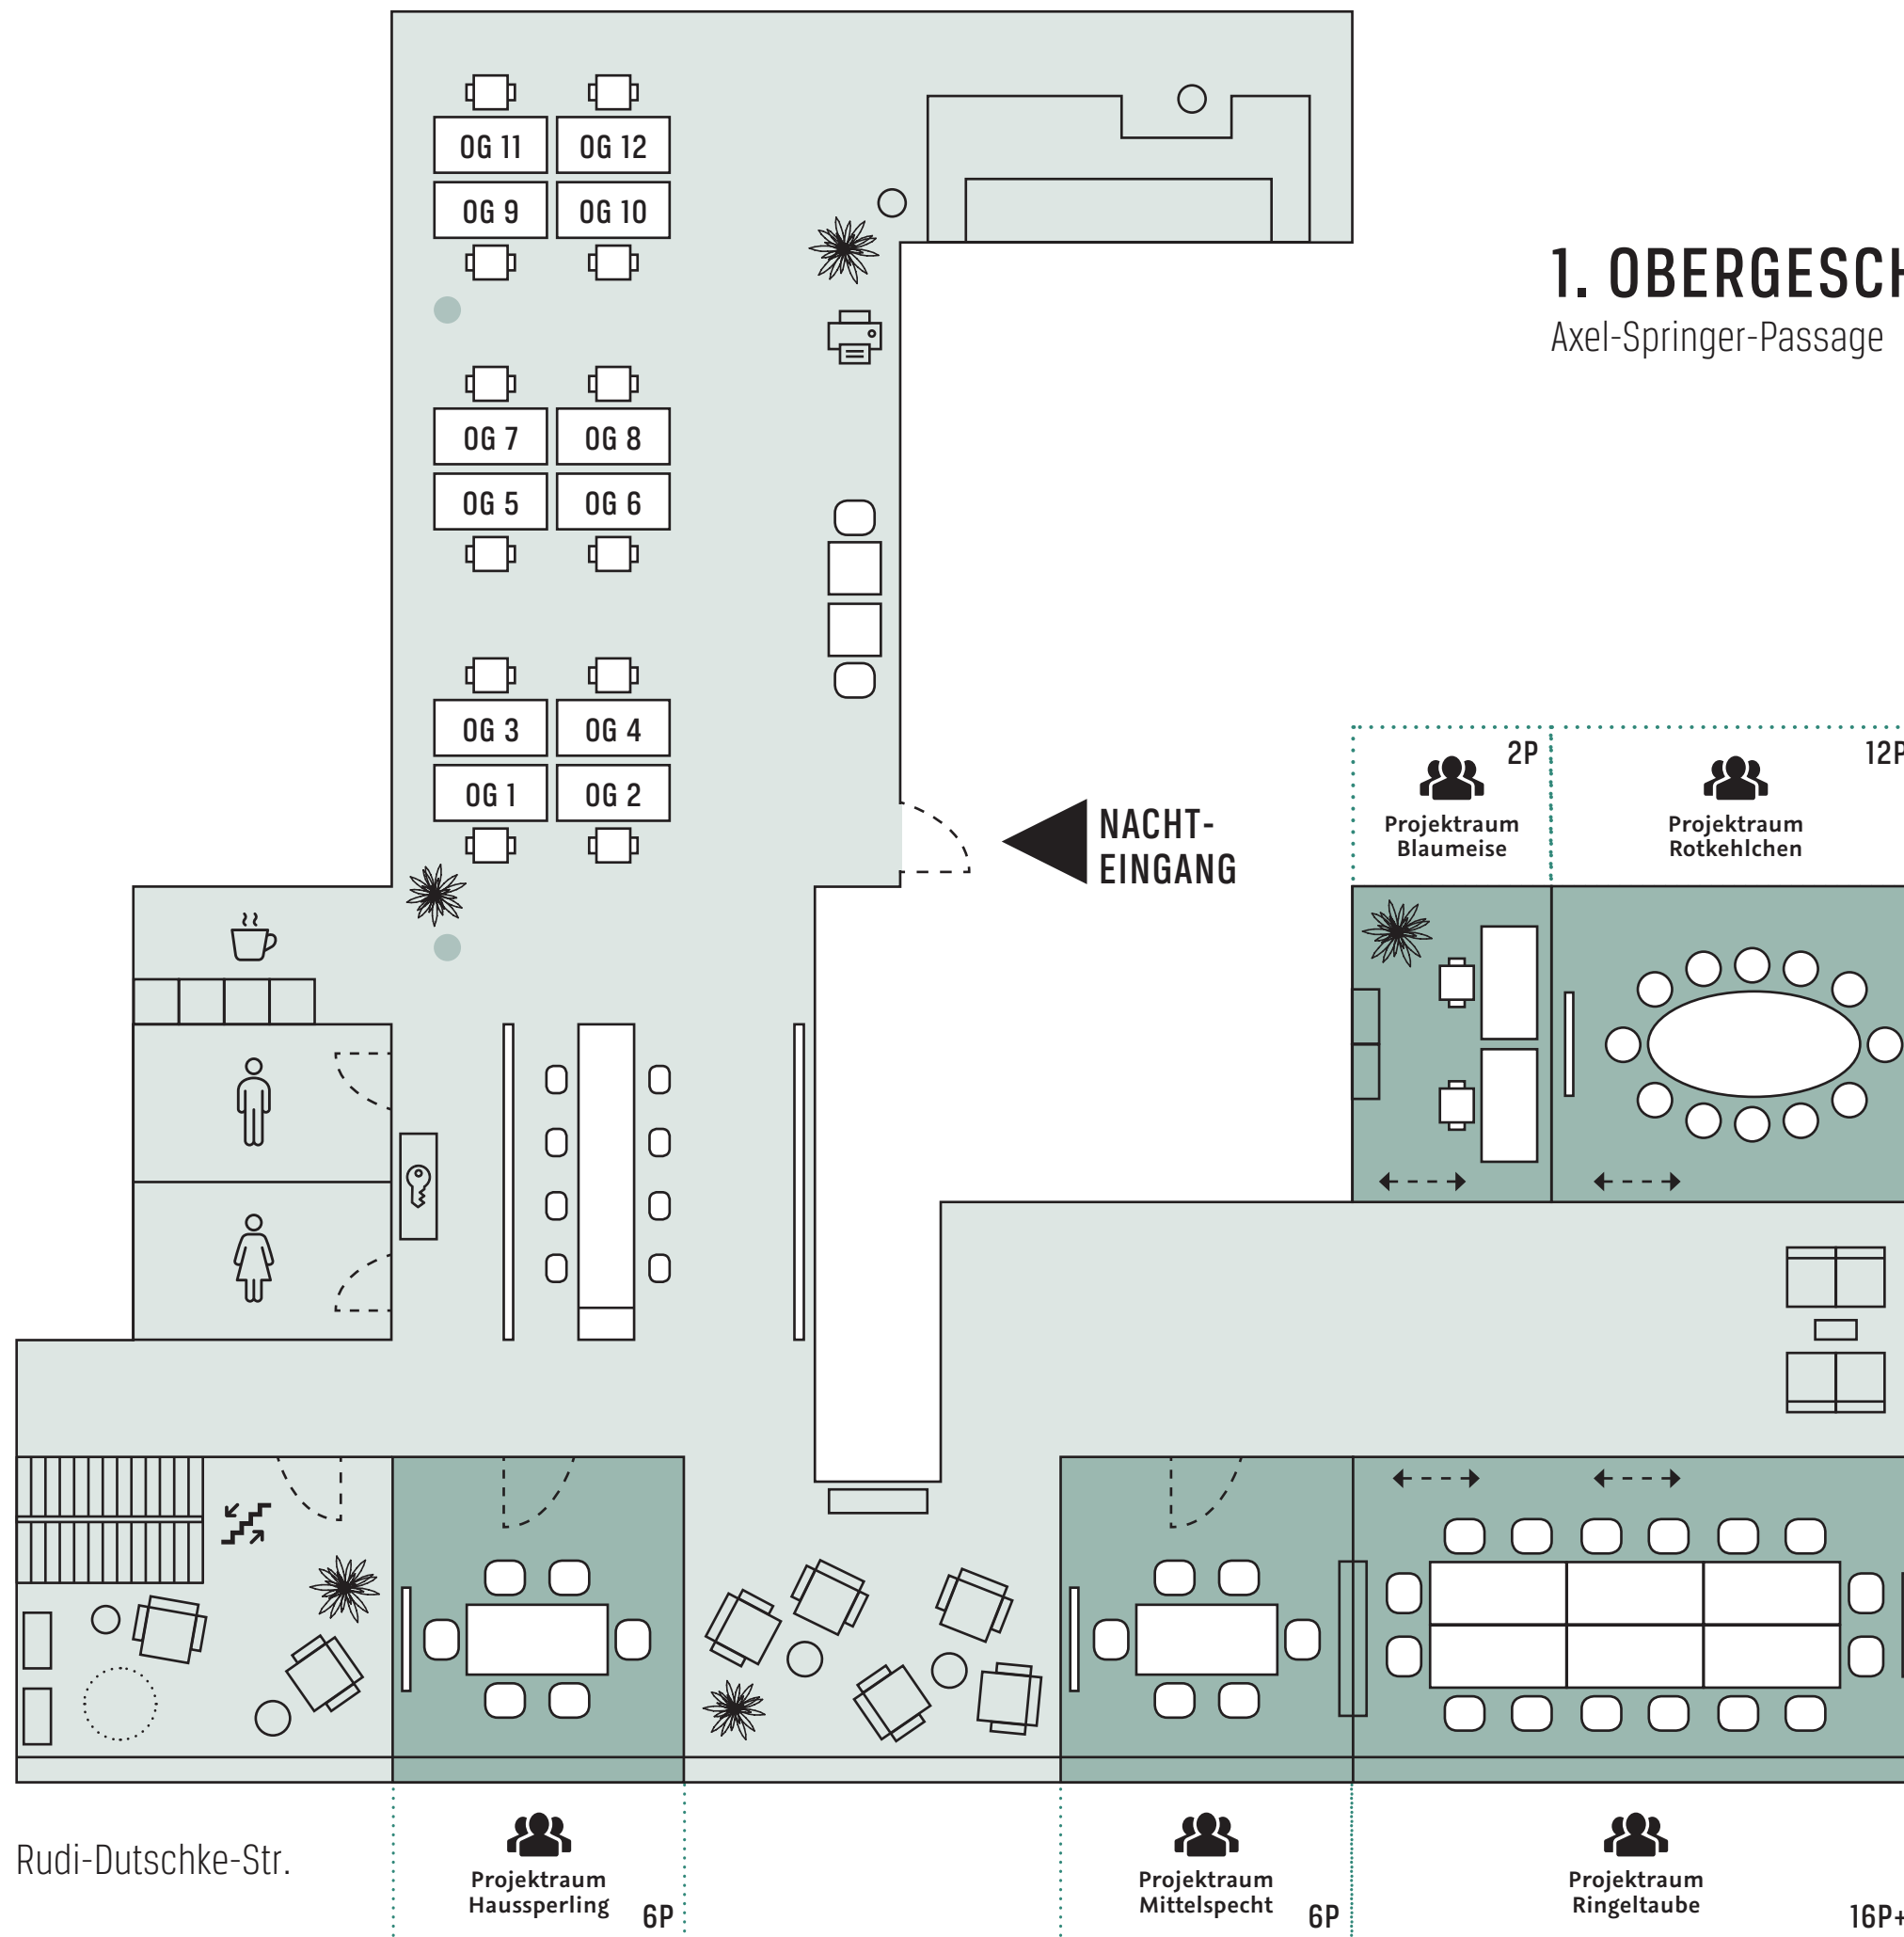 OG 11 OG 12
OG 9 OG 10
1. OBERGESCH
Axel-Springer-Passage
OG 7 OG 8
OG 5 OG 6
OG 3 OG 4
OG 1 OG 2
NACHT-
EINGANG
2P
Projektraum
Blaumeise
12P
Projektraum
Rotkehlchen
Rudi-Dutschke-Str.
Projektraum
Haussperling
6P
Projektraum
Mittelspecht
6P
Projektraum
Ringeltaube
16P+